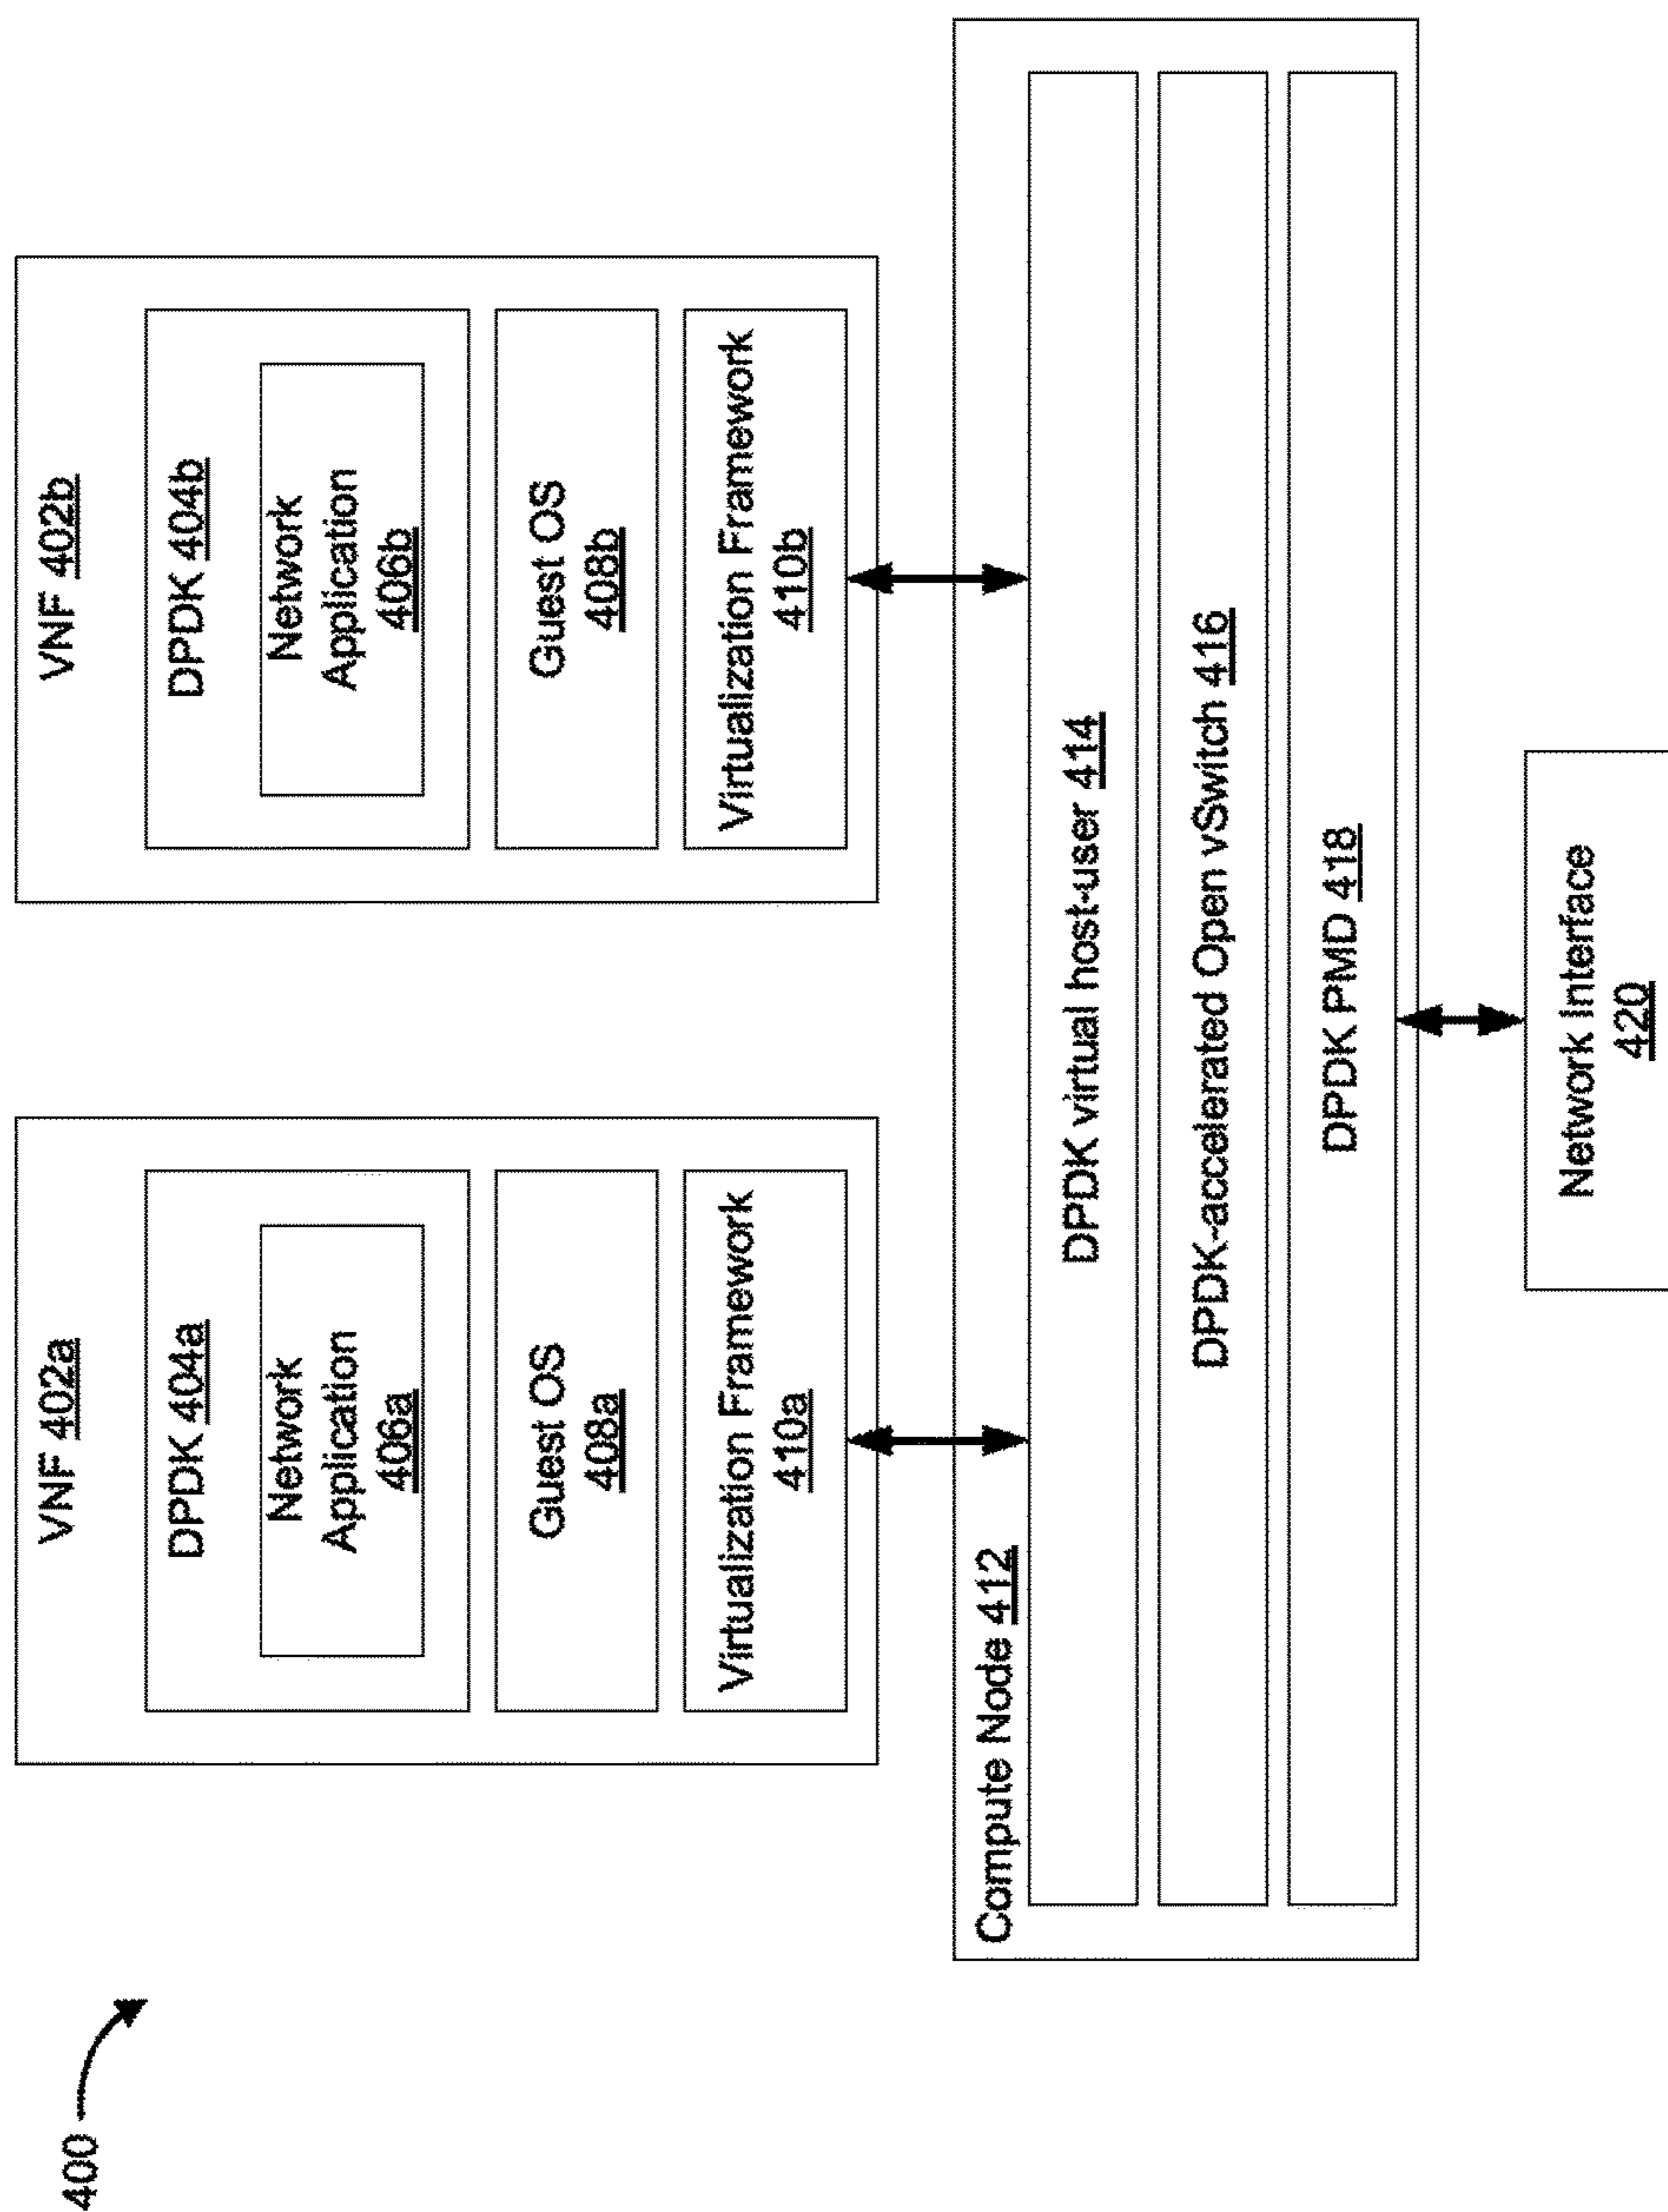 400
VNF 402a
DPDK 404a
Network
Application
406a
Guest OS
408a
Virtualization Framework
410a
VNF 402b
DPDK 404b
Network
Application
406b
Guest OS
408b
Virtualization Framework
410b
Compute Node 412
DPDK virtual host-user 414
DPDK-accelerated Open vSwitch 416
DPDK PMD 418
Network Interface
420